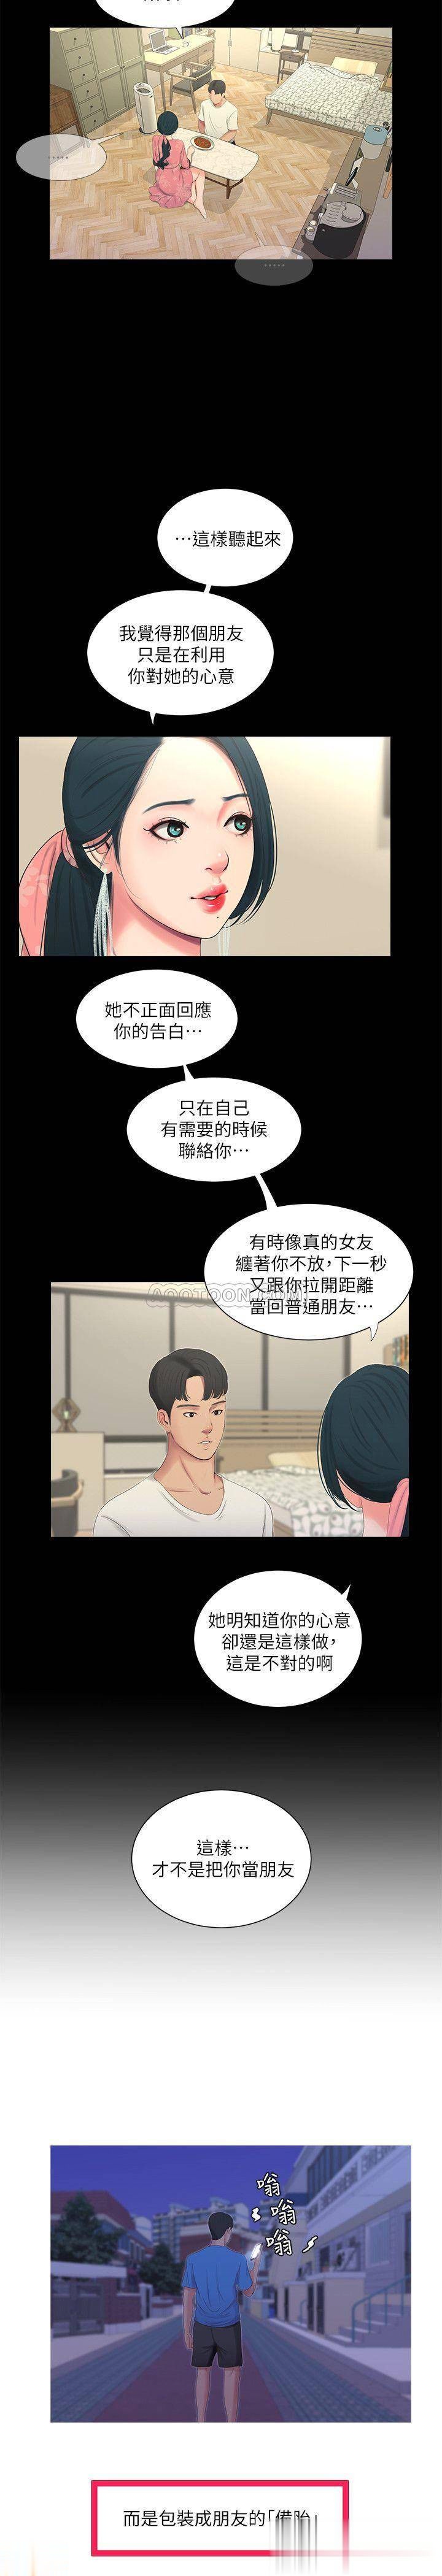 .....
.....
…這樣聽起來
我覺得那個朋友
只是在利用
你對她的心意
她不正面回應
你的告白…
只在自己
有需要的時候
聯絡你…
有時像真的女友
纏著你不放,下一秒
又跟你拉開距離
當回普通朋友…
她明知道你的心意
卻還是這樣做,
這是不對的啊
這樣…
才不是把你當朋友
嗡
嗡
嗡
而是包裝成朋友的「備胎」